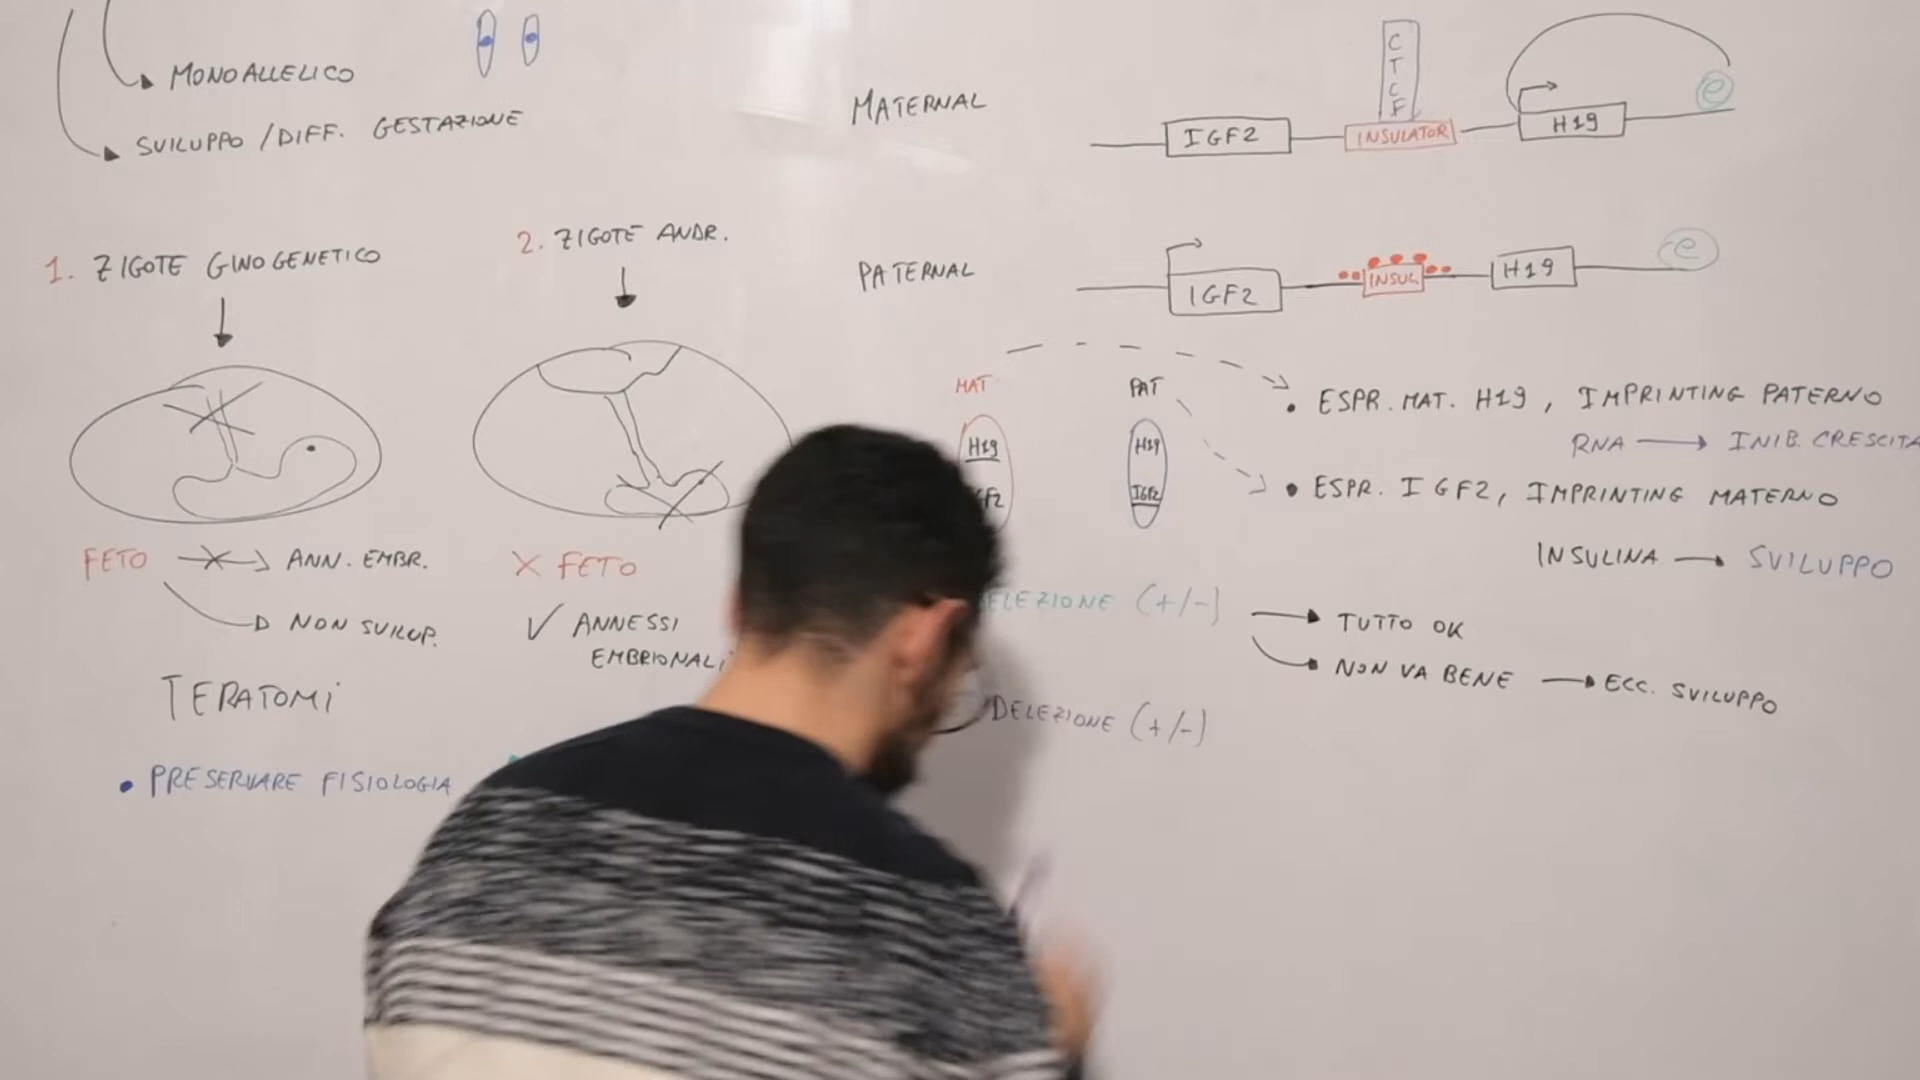 MONOALLELICO
SVILUPPO / DIFF. GESTAZIONE
1. ZIGOTE GINOGENETICO
2. ZIGOTE ANDR.
FETO ANN. EMBR.
NON SVILUP.
X FETO
✓ ANNESSI
EMBRIONALI
TERATOMI
• PRESERVARE FISIOLOGIA
MATERNAL
IGF2
CTCF
INSULATOR
H19
e
PATERNAL
IGF2
INSUL
H19
e
MAT
H19
PAT
H19
IGF2
• ESPR. MAT. H19, IMPRINTING PATERNO
RNA → INIB. CRESCITA
• ESPR. IGF2, IMPRINTING MATERNO
INSULINA → SVILUPPO
ELEZIONE (+/-)
TUTTO OK
NON VA BENE → ECC. SVILUPPO
DELEZIONE (+/-)